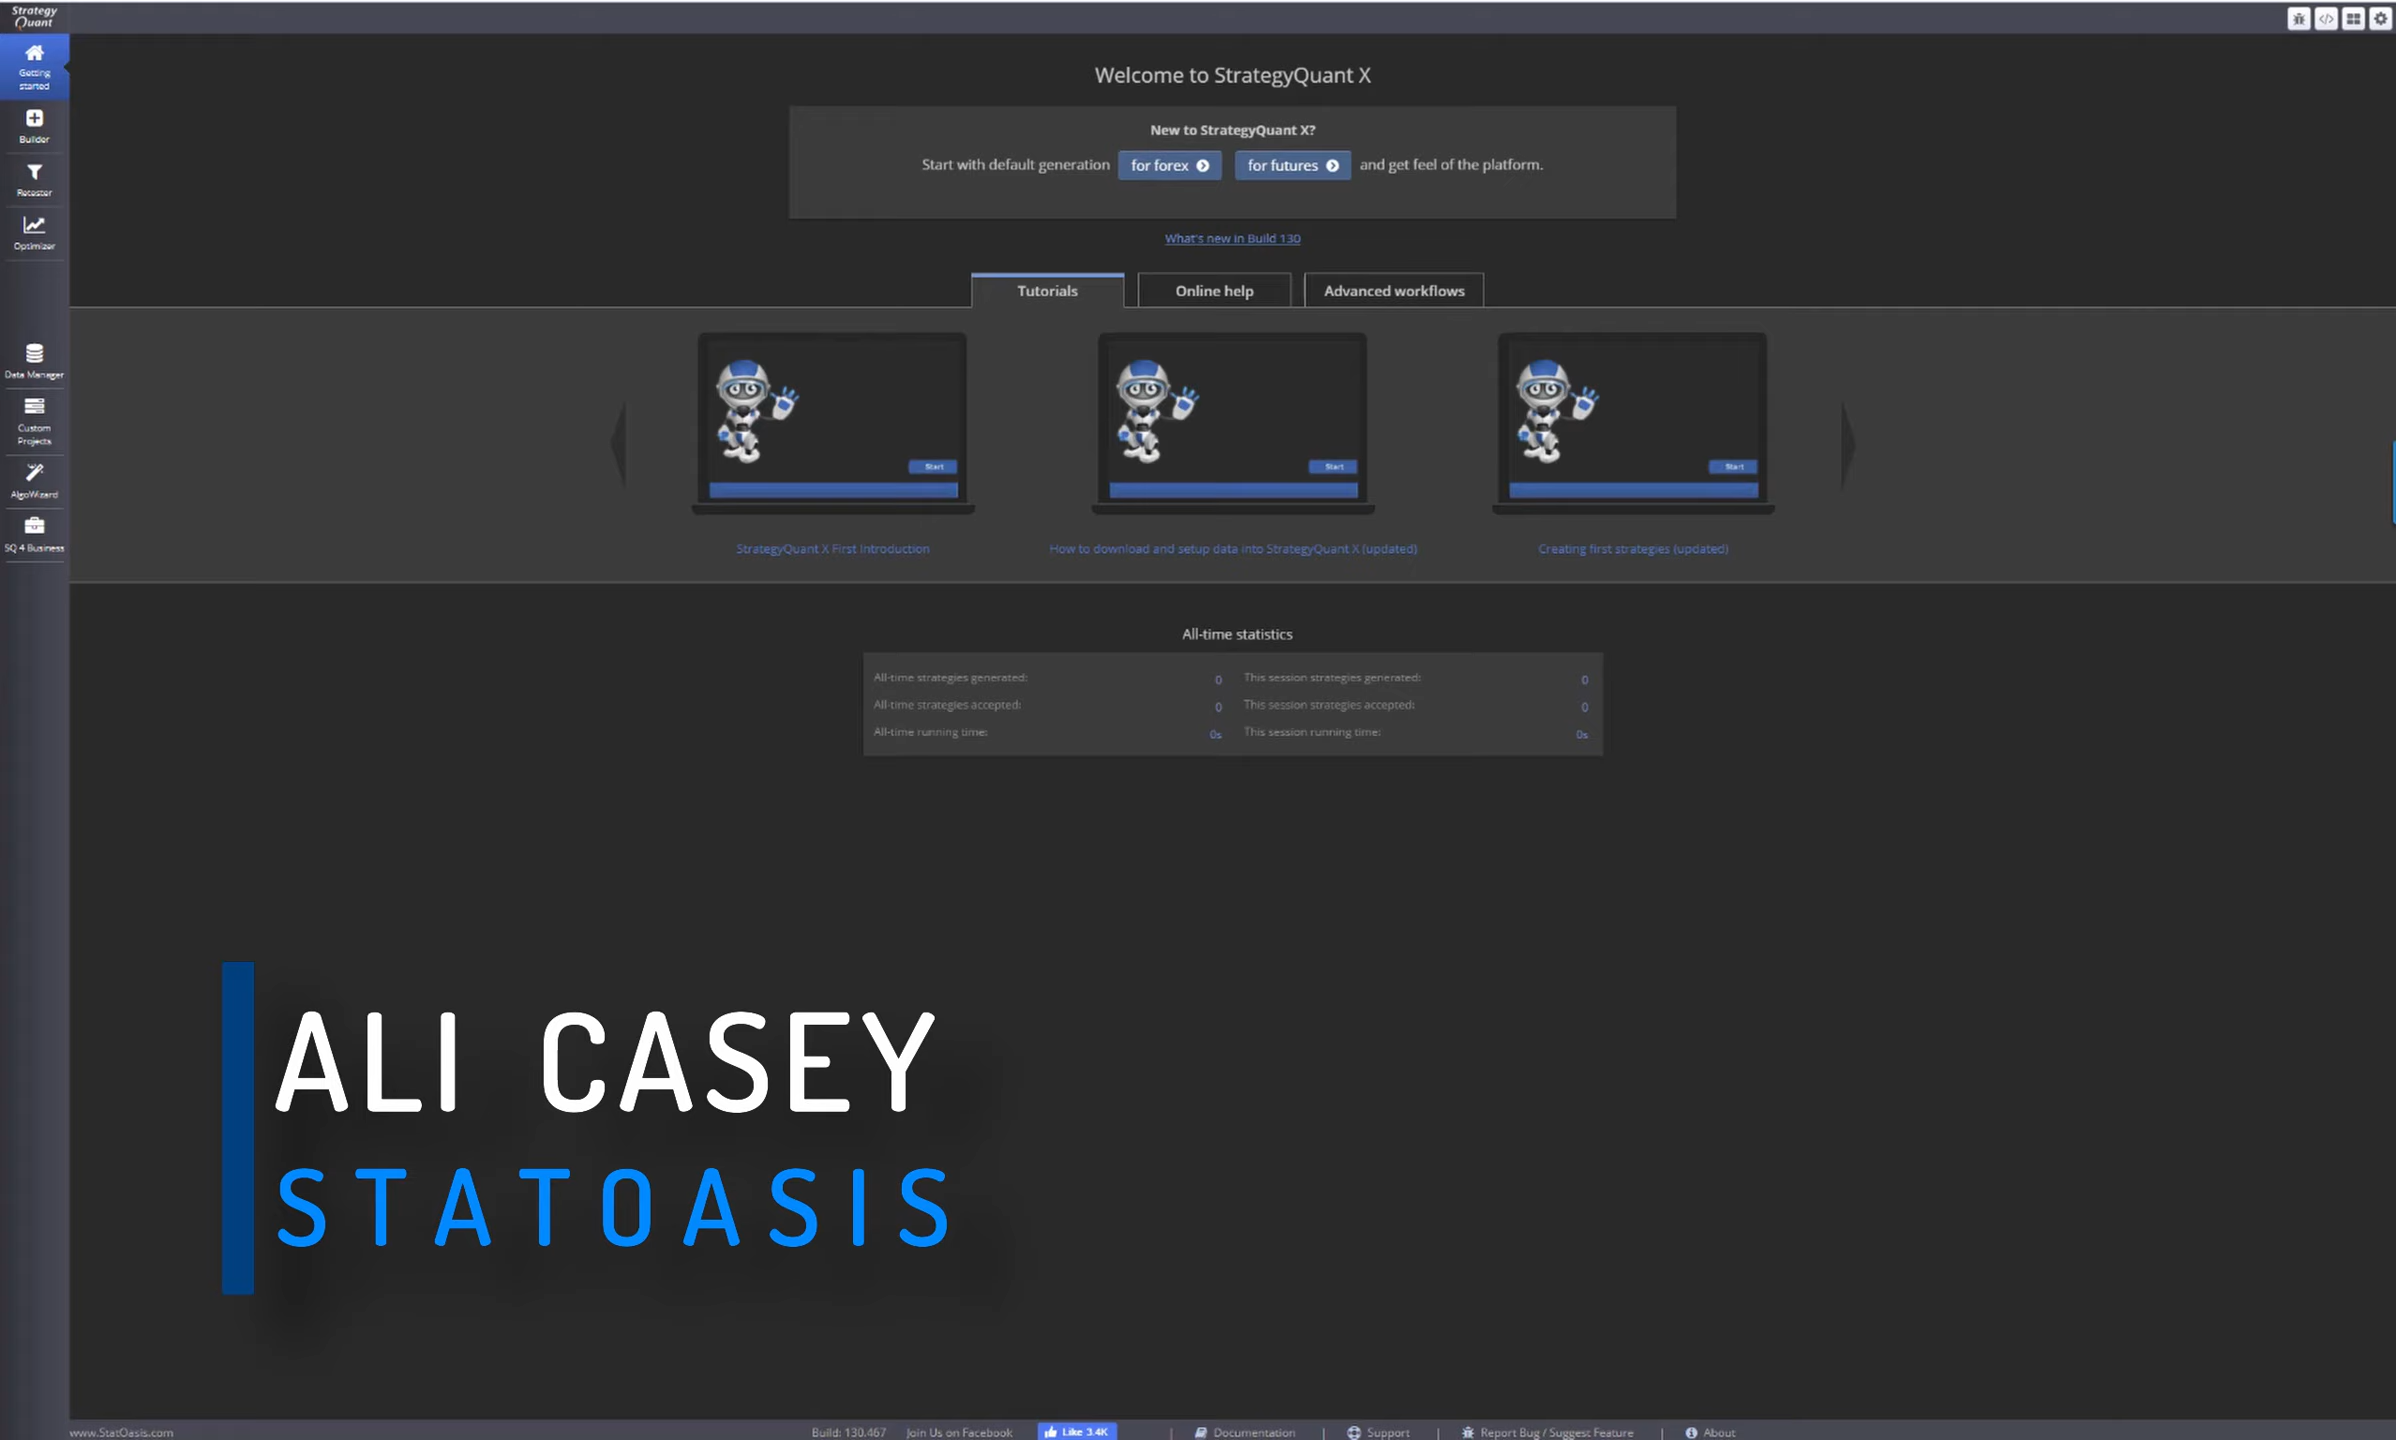 Strategy
Quant
Getting
started
Builder
Retester
Optimizer
Data Manager
Custom
Projects
AlgoWizard
SQ 4 Business
Welcome to StrategyQuant X
New to StrategyQuant X?
Start with default generation for forex for futures and get feel of the platform.
What's new in Build 130
Tutorials Online help Advanced workflows
Start Start Start
StrategyQuant X First Introduction How to download and setup data into StrategyQuant X (updated) Creating first strategies (updated)
All-time statistics
All-time strategies generated: 0 This session strategies generated: 0
All-time strategies accepted: 0 This session strategies accepted: 0
All-time running time: 0s This session running time: 0s
ALI CASEY
STATOASIS
www.StatOasis.com Build: 130.467 Join Us on Facebook Like 3.4K Documentation Support Report Bug / Suggest Feature About